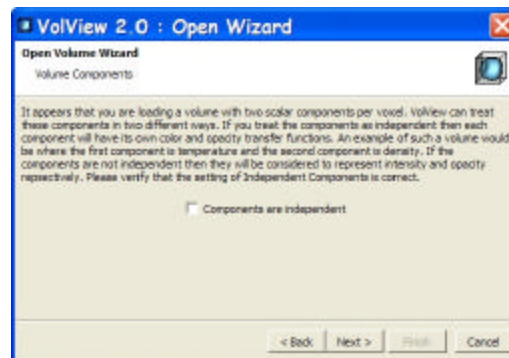 VolView 2.0 : Open Wizard
Open Volume Wizard
Volume Components
It appears that you are loading a volume with two scalar components per voxel. VolView can treat
these components in two different ways. If you treat the components as independent then each
component will have its own color and opacity transfer functions. An example of such a volume would
be where the first component is temperature and the second component is density. If the
components are not independent then they will be considered to represent intensity and opacity
repsectively. Please verify that the setting of Independent Components is correct.
Components are independent
< Back Next > Finish Cancel